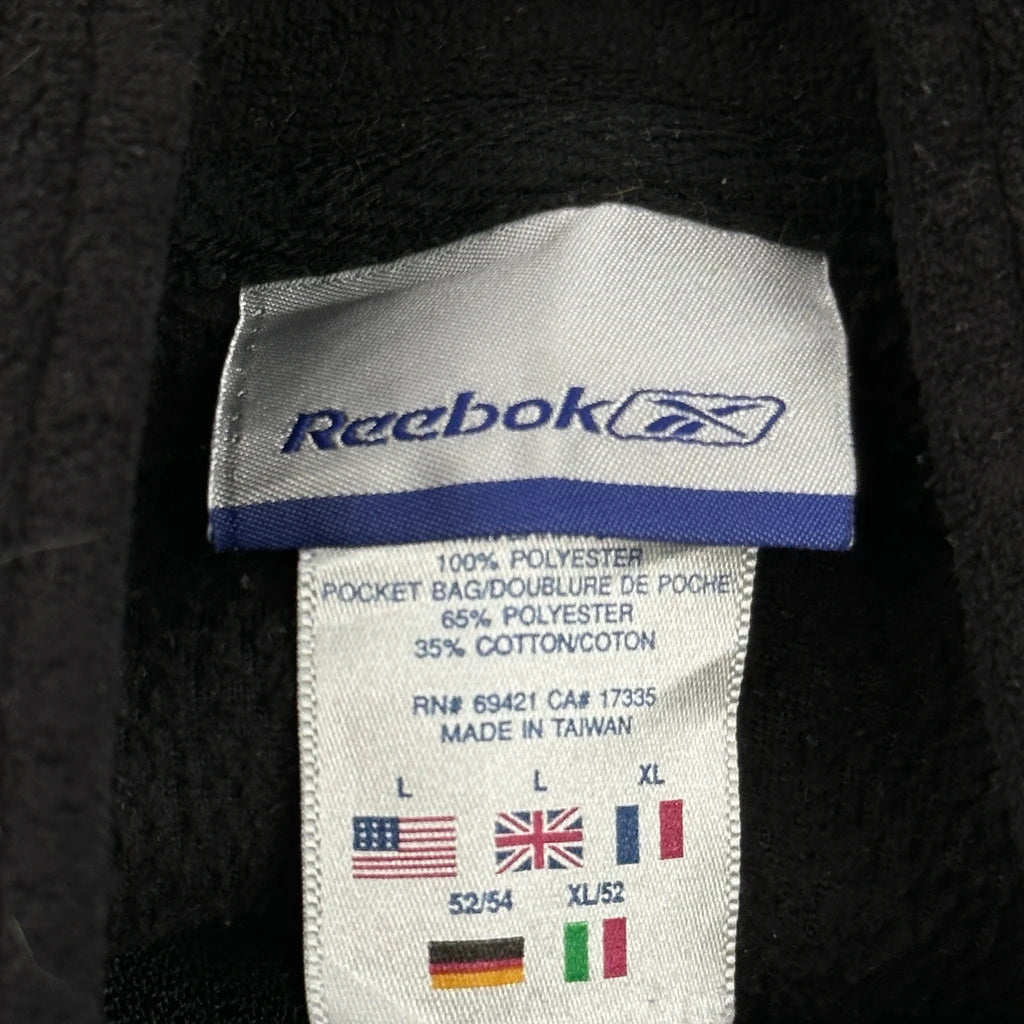 Reebok
100% POLYESTER
POCKET BAG/DOUBLURE DE POCHE
65% POLYESTER
35% COTTON/COTON
RN# 69421 CA# 17335
MADE IN TAIWAN
L L XL
52/54 XL/52